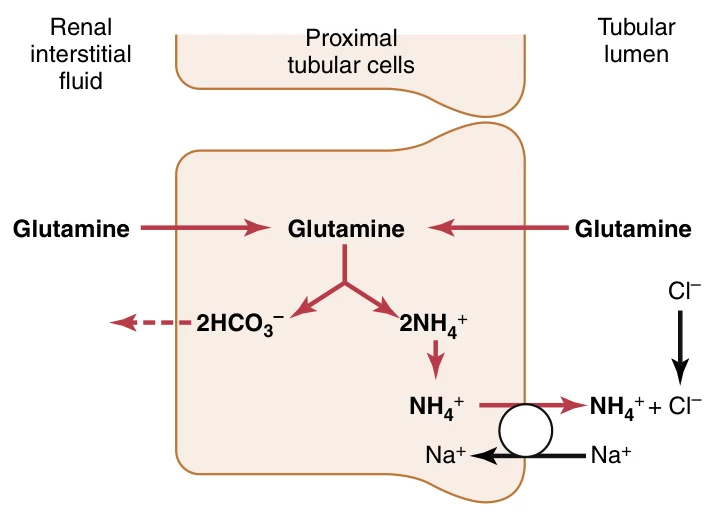 Renal
interstitial
fluid
Proximal
tubular cells
Tubular
lumen
Glutamine
Glutamine
Glutamine
Cl⁻
2HCO₃⁻
2NH₄⁺
NH₄⁺
NH₄⁺ + Cl⁻
Na⁺
Na⁺